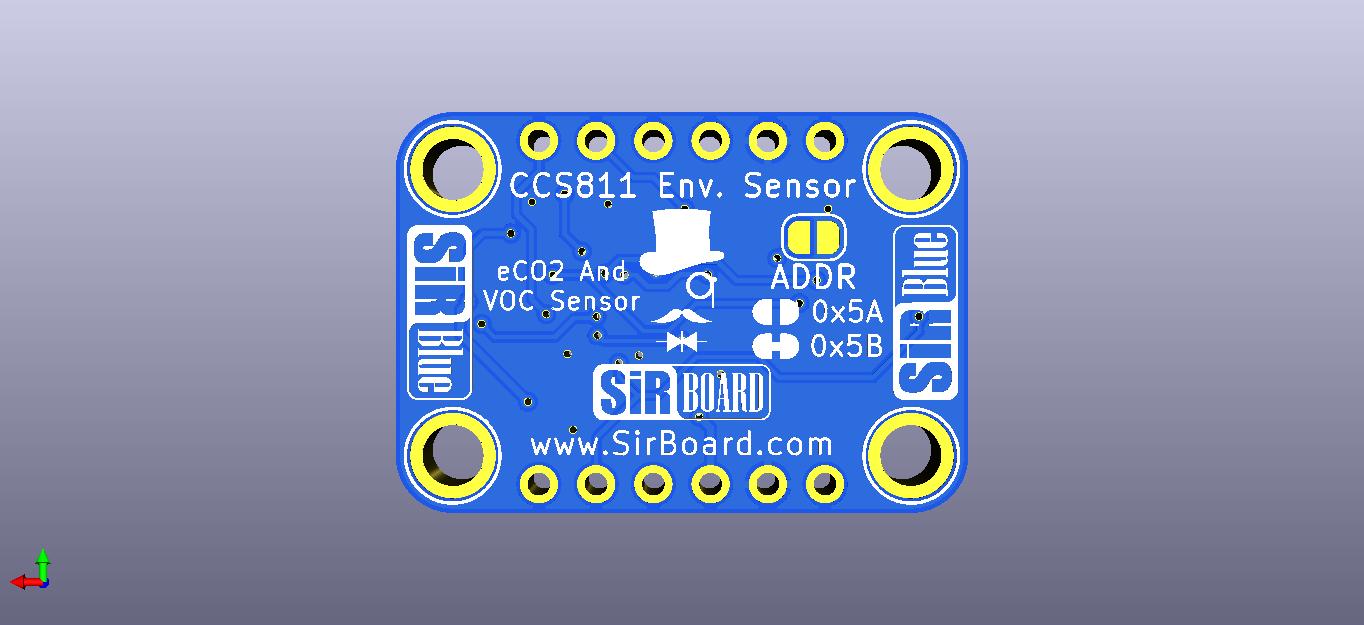 CCS811 Env. Sensor
eCO2 And
VOC Sensor
ADDR
0x5A
0x5B
SiR Blue
SiR Blue
SiR BOARD
www.SirBoard.com